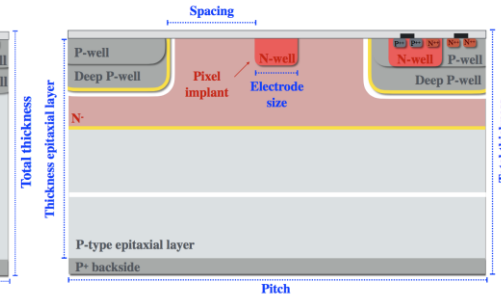 Spacing
P-well
Deep P-well
N-well
Pixel
implant
Electrode
size
N-well
P-well
Deep P-well
N-
Total thickness
Thickness epitaxial layer
P-type epitaxial layer
P+ backside
Pitch